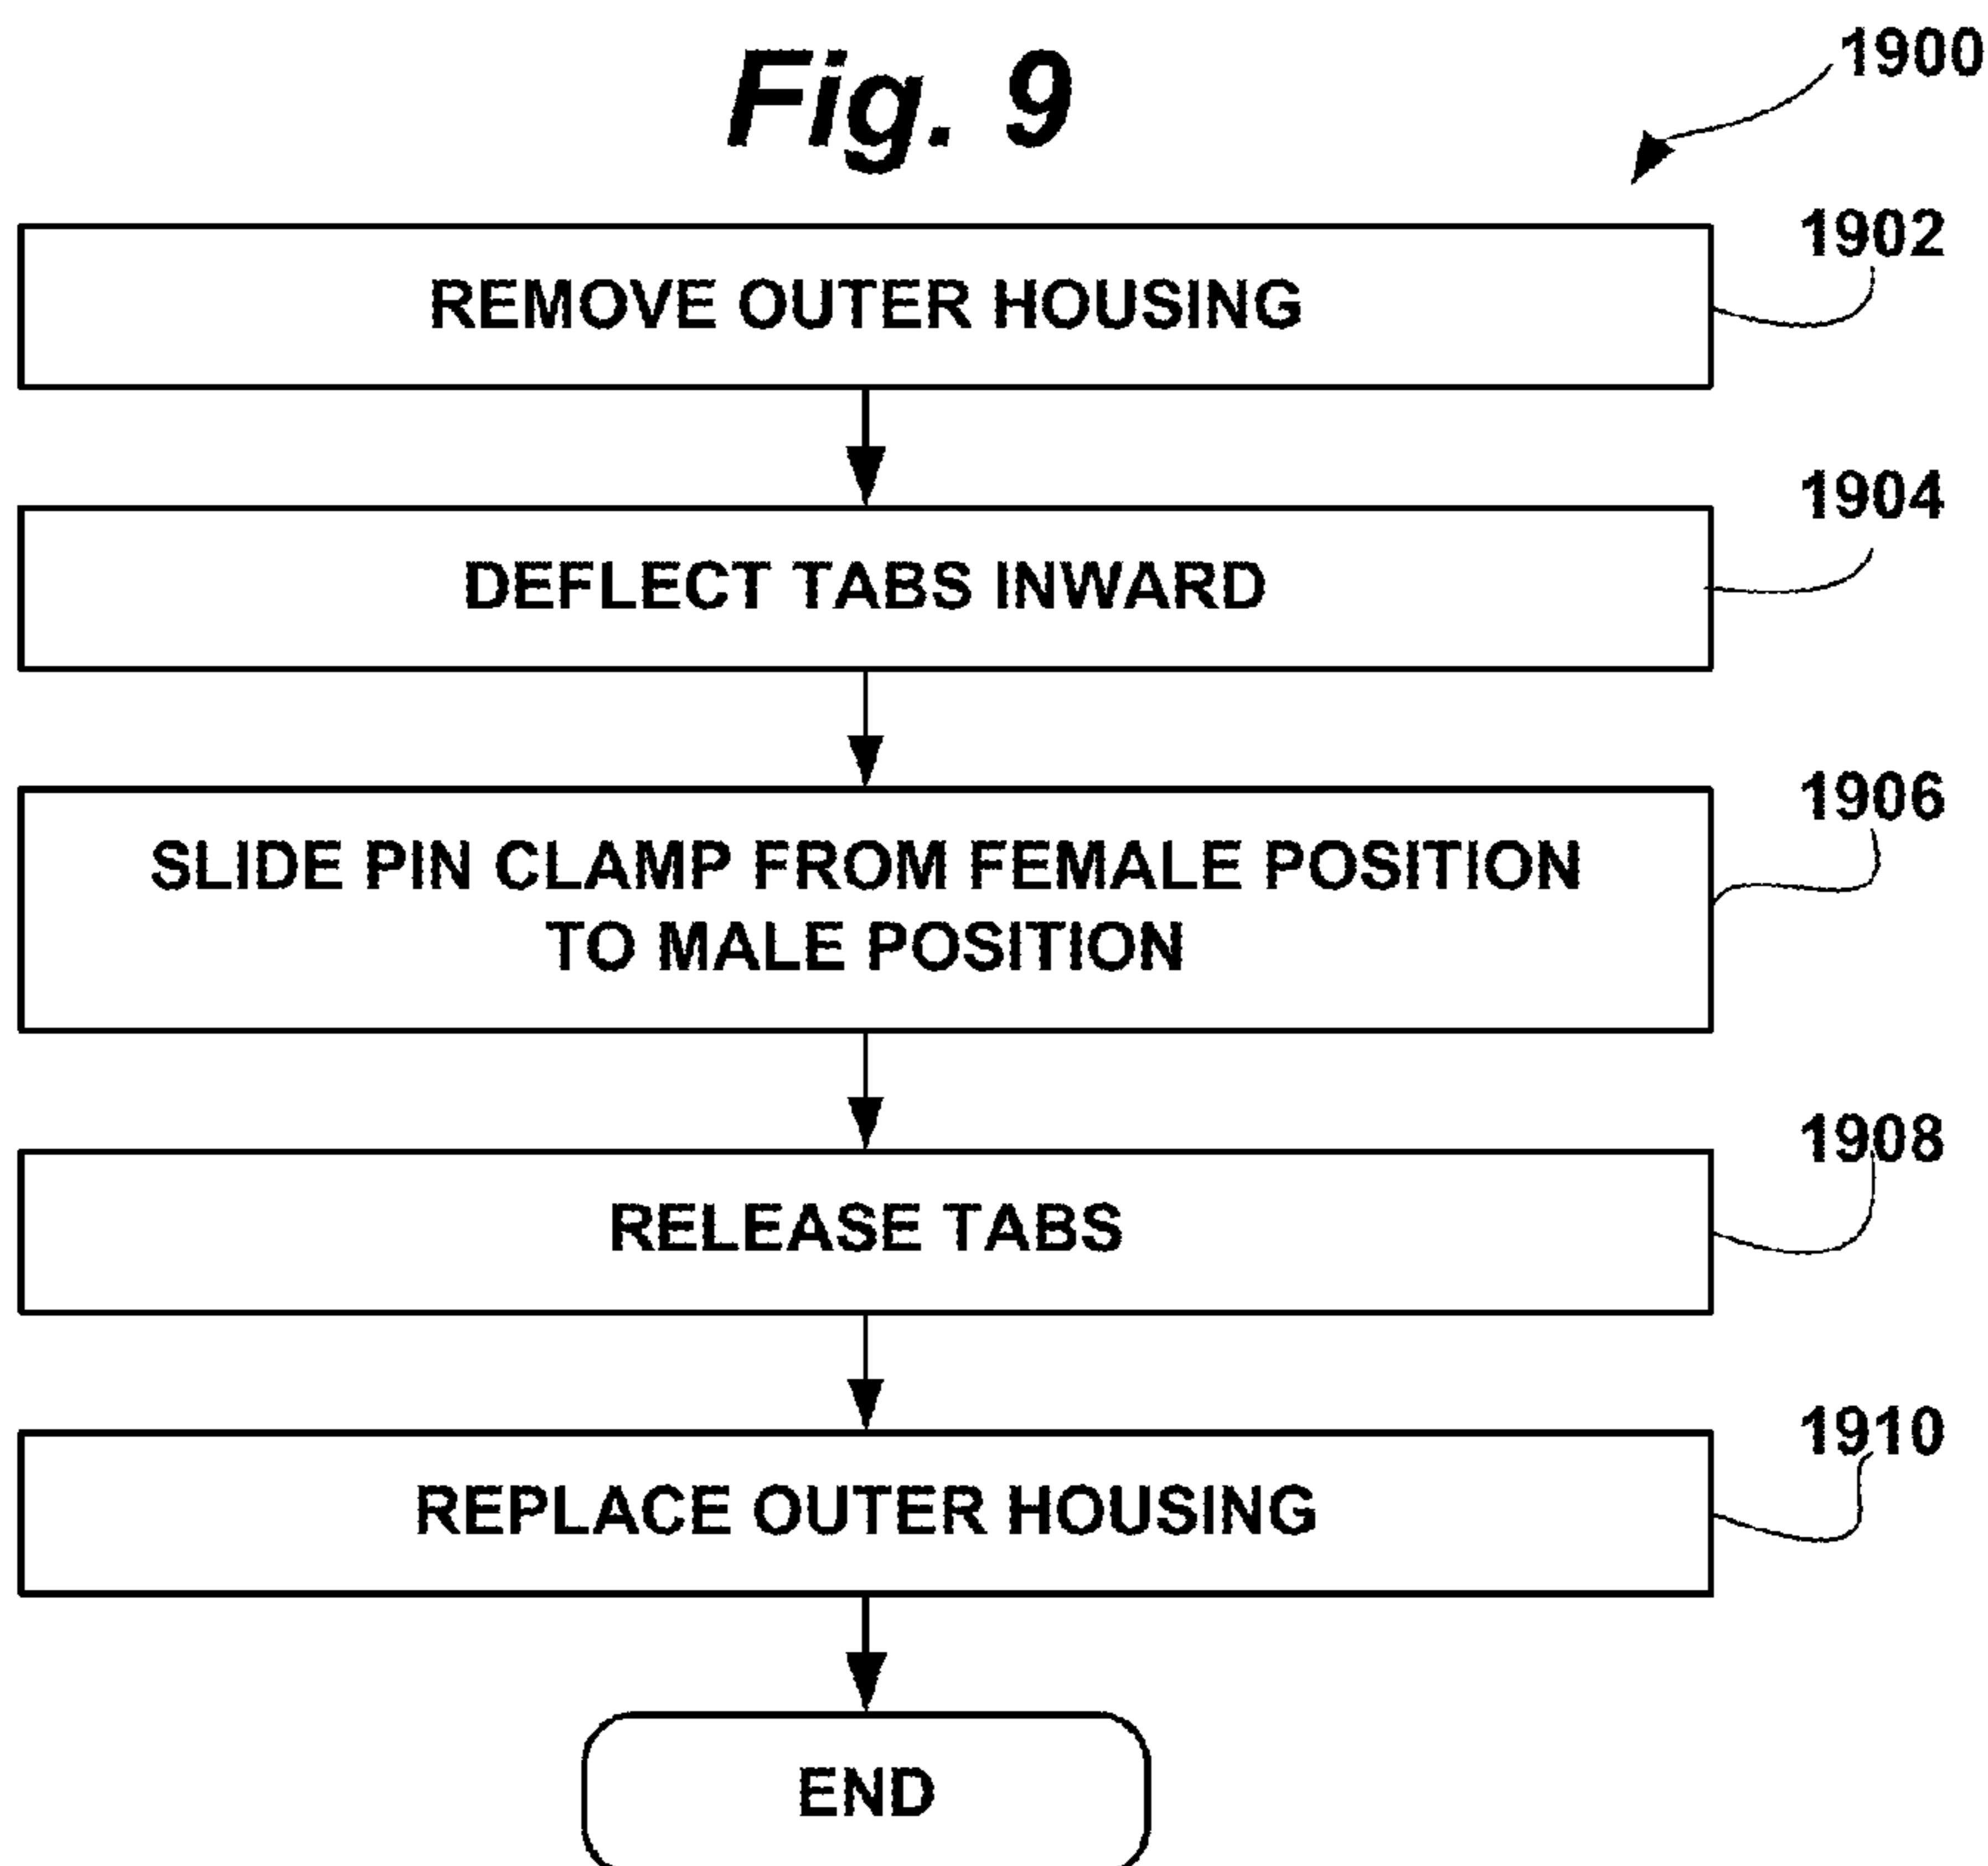 Fig. 9
1900
1902
REMOVE OUTER HOUSING
1904
DEFLECT TABS INWARD
1906
SLIDE PIN CLAMP FROM FEMALE POSITION
TO MALE POSITION
1908
RELEASE TABS
1910
REPLACE OUTER HOUSING
END